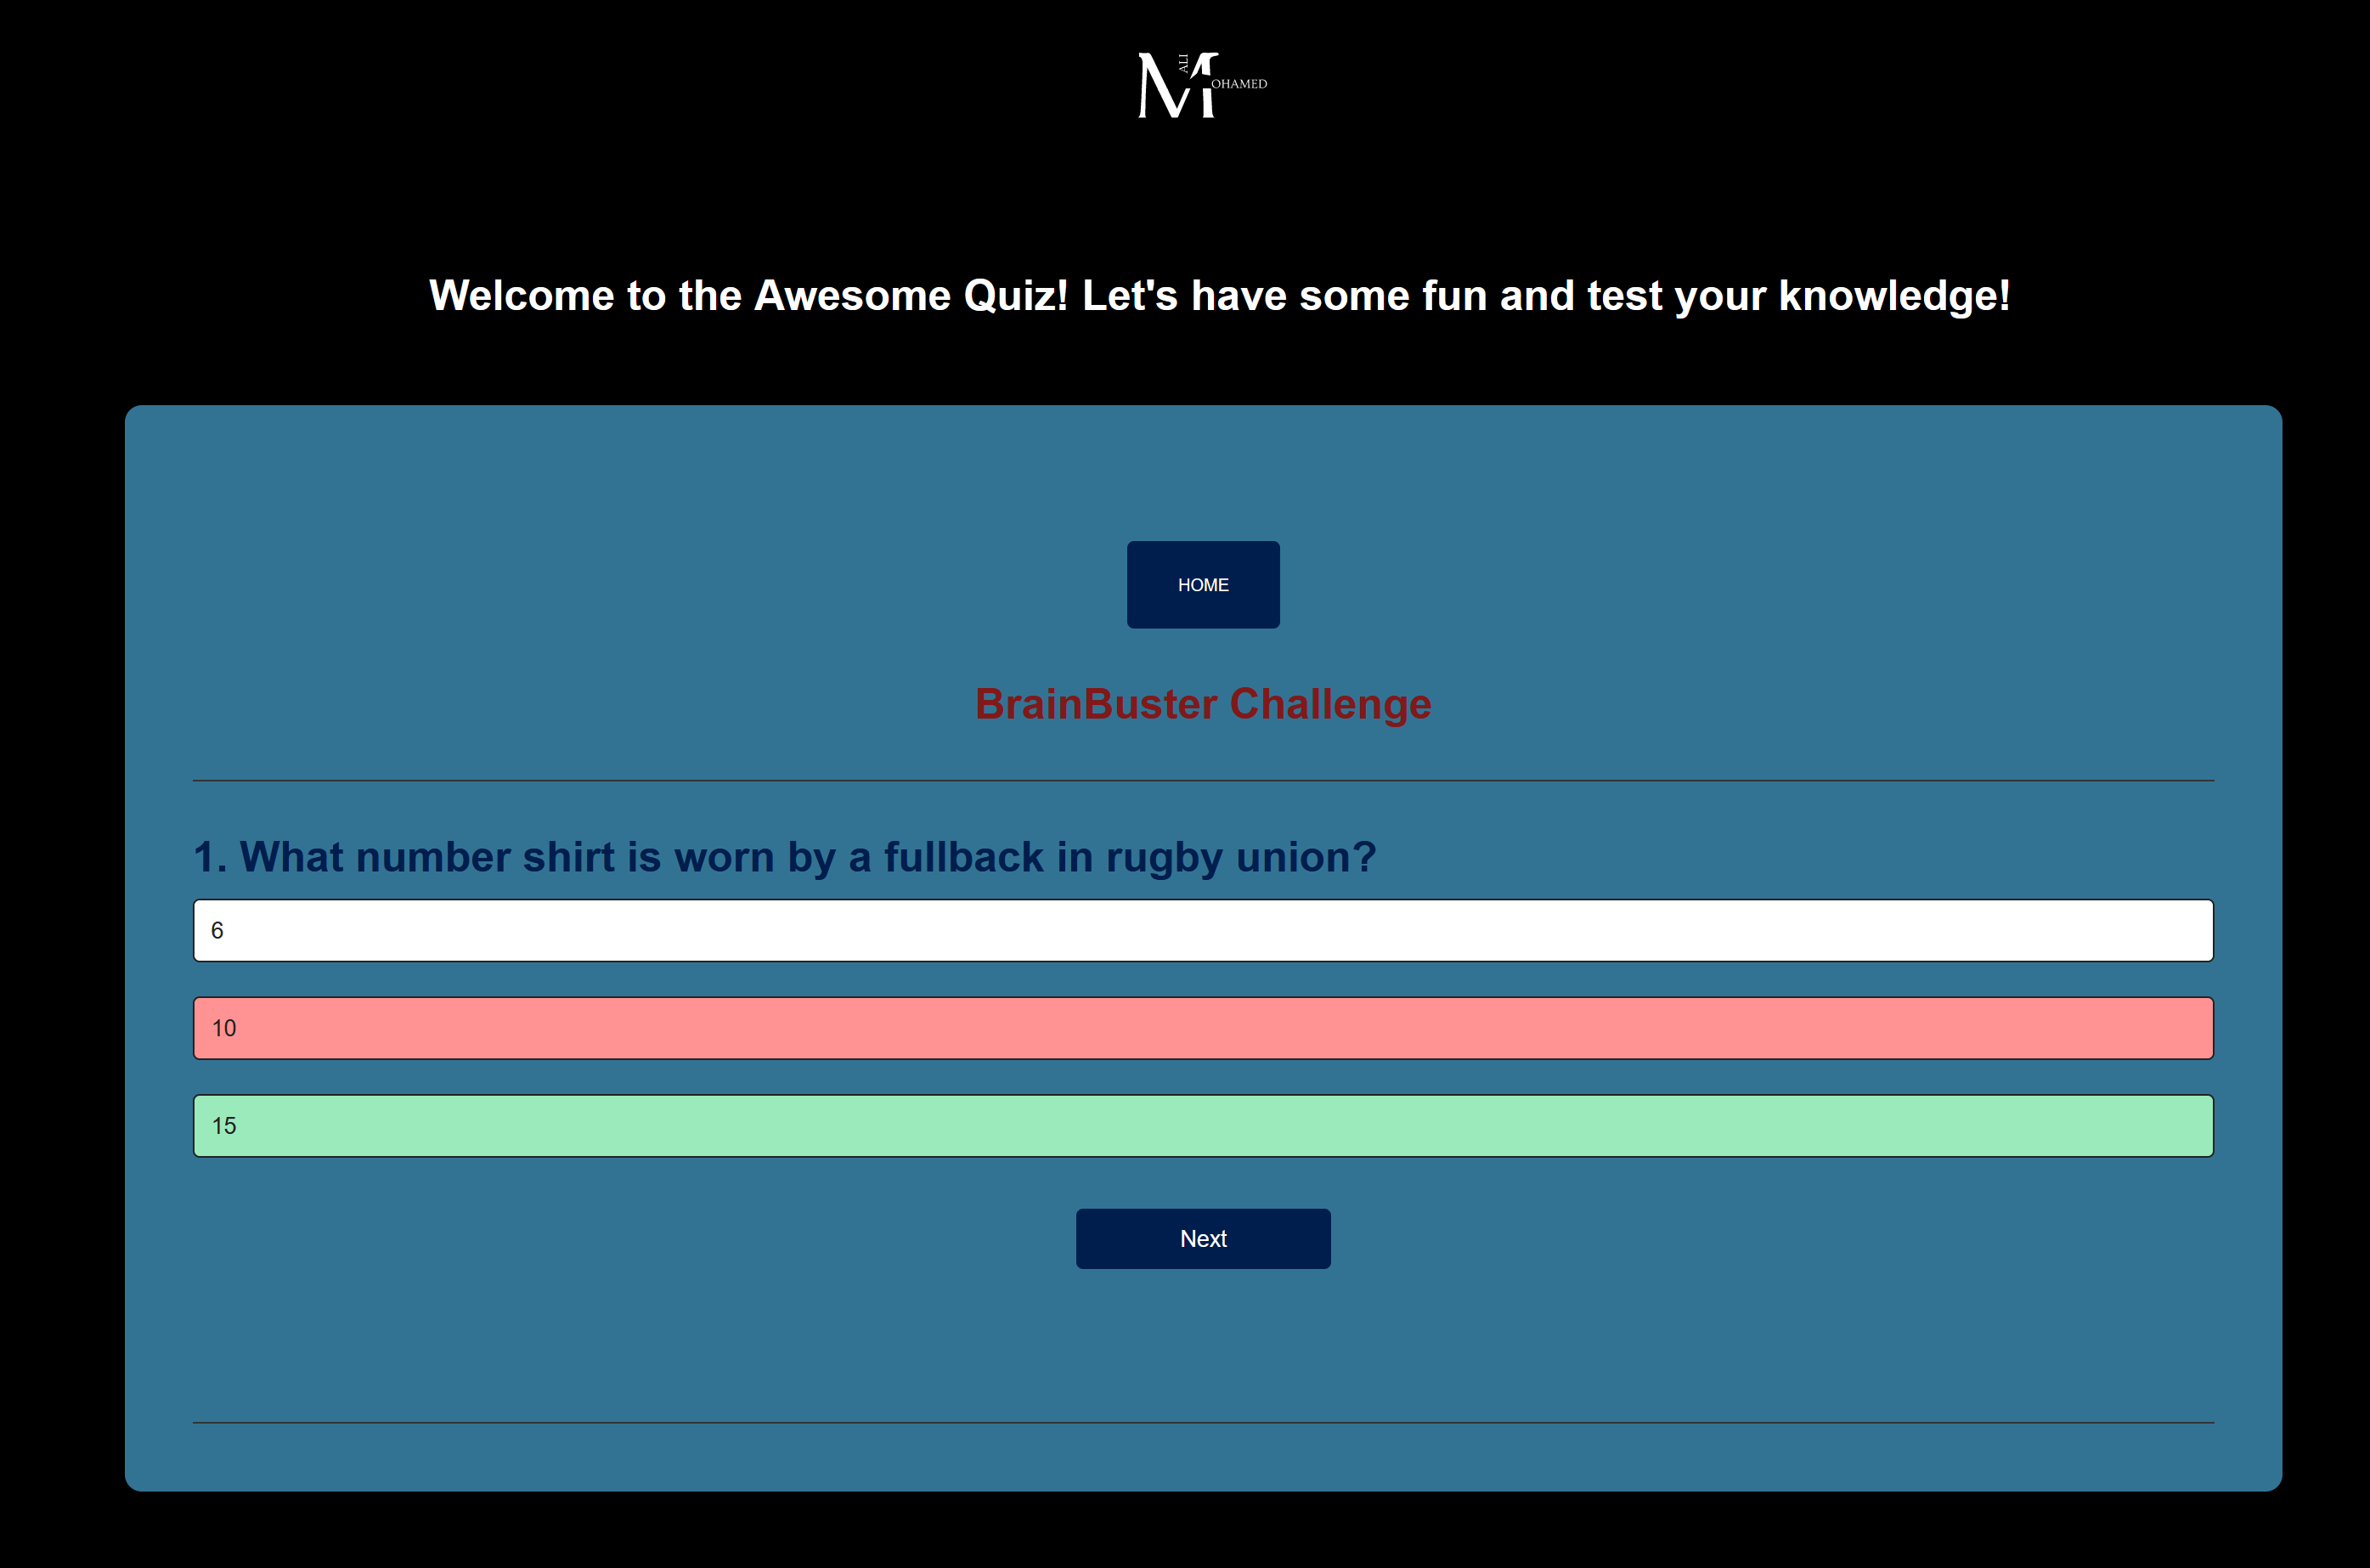 M
ALI
OHAMED
Welcome to the Awesome Quiz! Let's have some fun and test your knowledge!
HOME
BrainBuster Challenge
1. What number shirt is worn by a fullback in rugby union?
6
10
15
Next